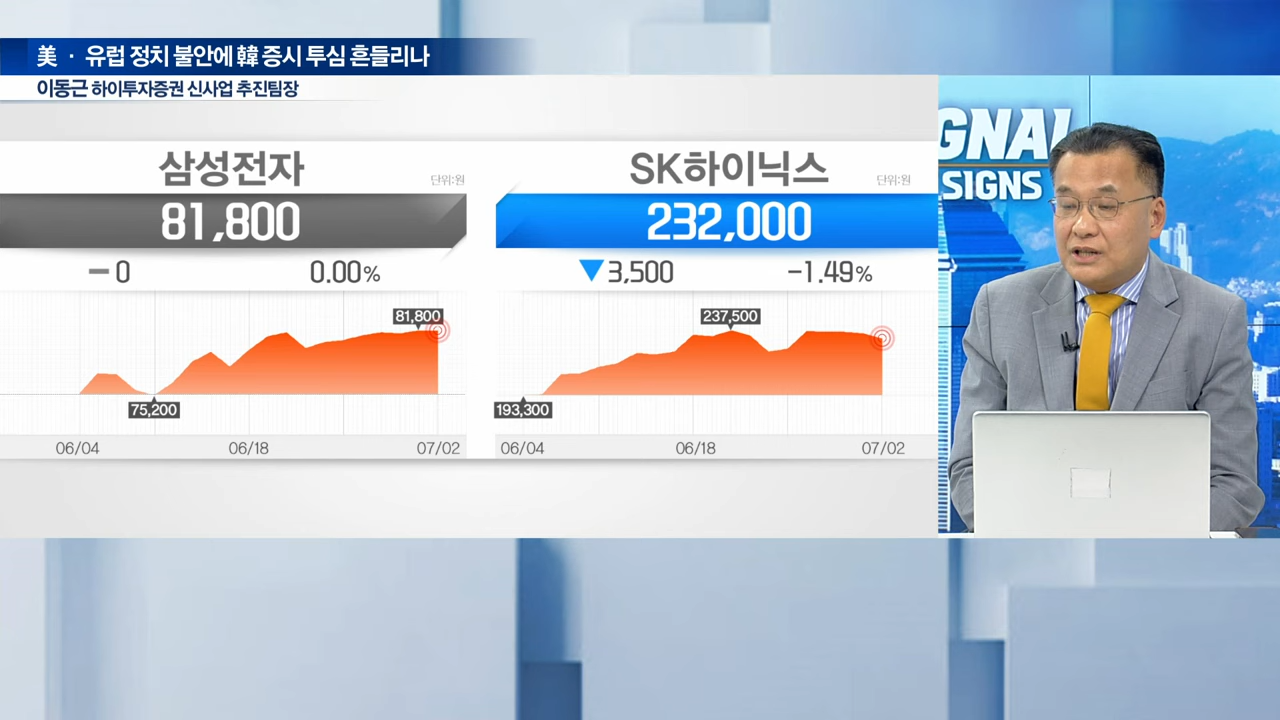 美 · 유럽 정치 불안에 韓 증시 투심 흔들리나
이동근 하이투자증권 신사업 추진팀장
삼성전자
단위:원
81,800
0 0.00%
81,800
75,200
06/04 06/18 07/02
SK하이닉스
단위:원
232,000
▼3,500 -1.49%
237,500
193,300
06/04 06/18 07/02
SIGNS